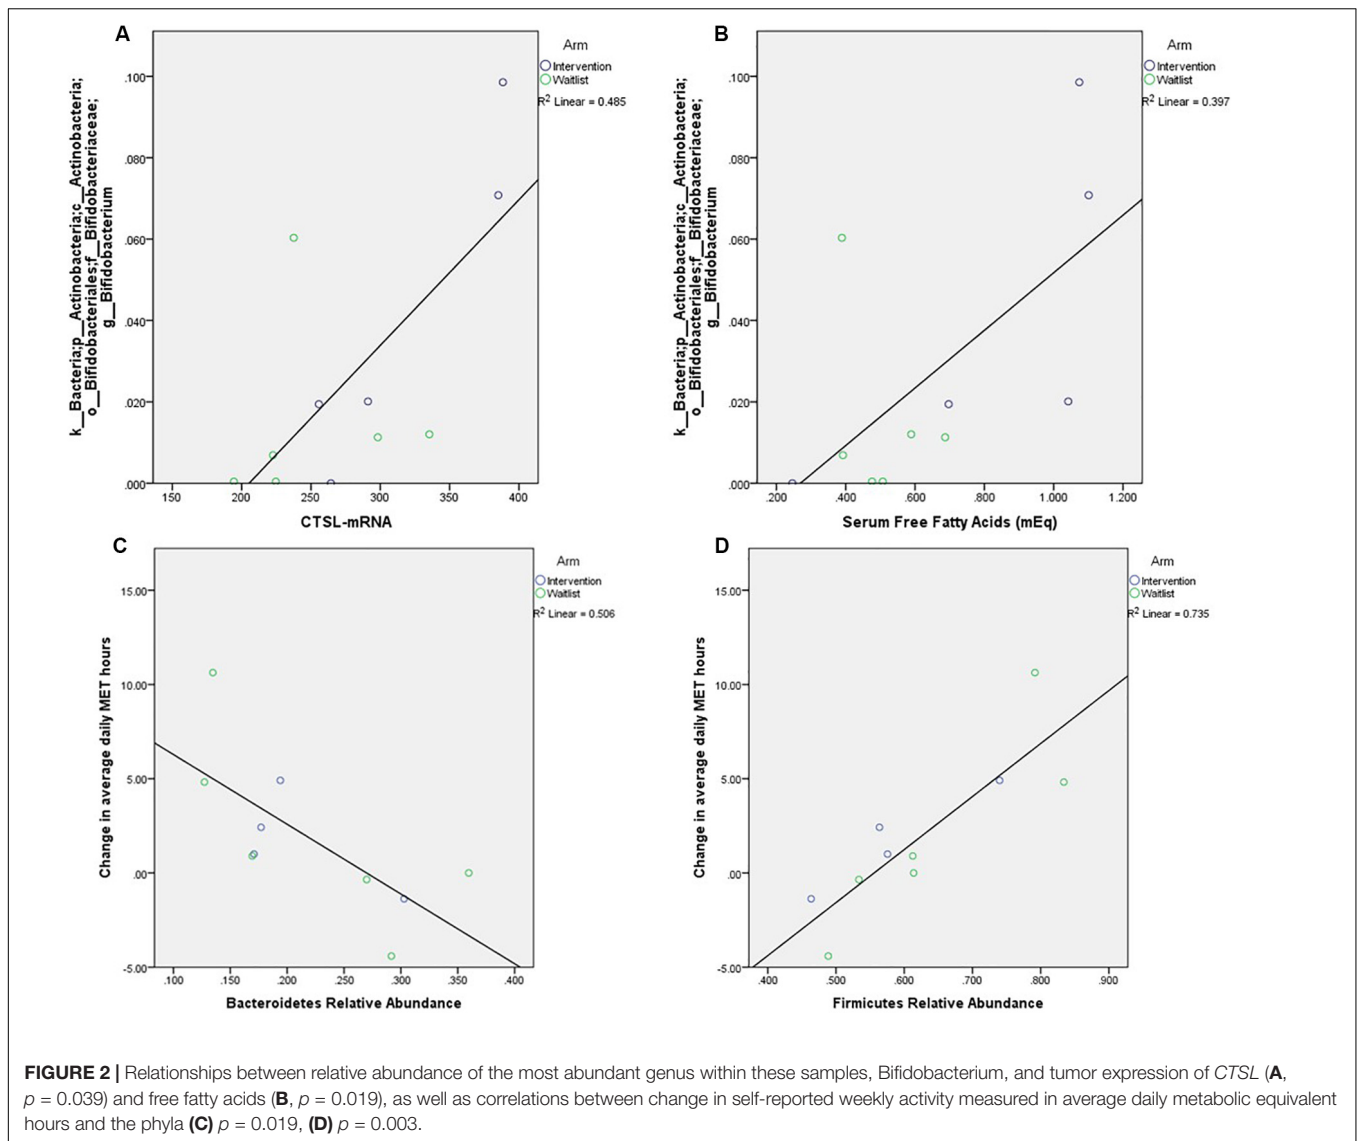 A
Arm
Intervention
Waitlist
R2 Linear = 0.485
k__Bacteria;p__Actinobacteria;c__Actinobacteria;
o__Bifidobacteriales;f__Bifidobacteriaceae;
g__Bifidobacterium
.100
.080
.060
.040
.020
.000
150
200
250
300
350
400
CTSL-mRNA
B
Arm
Intervention
Waitlist
R2 Linear = 0.397
k__Bacteria;p__Actinobacteria;c__Actinobacteria;
o__Bifidobacteriales;f__Bifidobacteriaceae;
g__Bifidobacterium
.100
.080
.060
.040
.020
.000
.200
.400
.600
.800
1.000
1.200
Serum Free Fatty Acids (mEq)
C
Arm
Intervention
Waitlist
R2 Linear = 0.506
Change in average daily MET hours
15.00
10.00
5.00
.00
-5.00
.100
.150
.200
.250
.300
.350
.400
Bacteroidetes Relative Abundance
D
Arm
Intervention
Waitlist
R2 Linear = 0.735
Change in average daily MET hours
15.00
10.00
5.00
.00
-5.00
.400
.500
.600
.700
.800
.900
Firmicutes Relative Abundance
FIGURE 2 | Relationships between relative abundance of the most abundant genus within these samples, Bifidobacterium, and tumor expression of CTSL (A,
p = 0.039) and free fatty acids (B, p = 0.019), as well as correlations between change in self-reported weekly activity measured in average daily metabolic equivalent
hours and the phyla (C) p = 0.019, (D) p = 0.003.